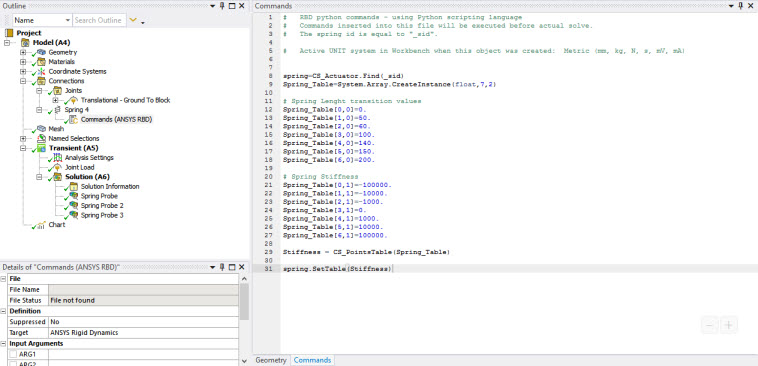 Outline
Name
Search Outline
Project
Model (A4)
Geometry
Materials
Coordinate Systems
Connections
Joints
Translational - Ground To Block
Spring 4
Commands (ANSYS RBD)
Mesh
Named Selections
Transient (A5)
Analysis Settings
Joint Load
Solution (A6)
Solution Information
Spring Probe
Spring Probe 2
Spring Probe 3
Chart
Details of "Commands (ANSYS RBD)"
File
File Name
File Status File not found
Definition
Suppressed No
Target ANSYS Rigid Dynamics
Input Arguments
ARG1
ARG2
Commands
1 # RBD python commands - using Python scripting language
2 # Commands inserted into this file will be executed before actual solve.
3 # The spring id is equal to "_sid".
4
5 # Active UNIT system in Workbench when this object was created: Metric (mm, kg, N, s, mV, mA)
6
7
8 spring=CS_Actuator.Find(_sid)
9 Spring_Table=System.Array.CreateInstance(float,7,2)
10
11 # Spring Lenght transition values
12 Spring_Table[0,0]=0.
13 Spring_Table[1,0]=50.
14 Spring_Table[2,0]=60.
15 Spring_Table[3,0]=100.
16 Spring_Table[4,0]=140.
17 Spring_Table[5,0]=150.
18 Spring_Table[6,0]=200.
19
20 # Spring Stiffness
21 Spring_Table[0,1]=-100000.
22 Spring_Table[1,1]=-10000.
23 Spring_Table[2,1]=-1000.
24 Spring_Table[3,1]=0.
25 Spring_Table[4,1]=1000.
26 Spring_Table[5,1]=10000.
27 Spring_Table[6,1]=100000.
28
29 Stiffness = CS_PointsTable(Spring_Table)
30
31 spring.SetTable(Stiffness)
Geometry Commands